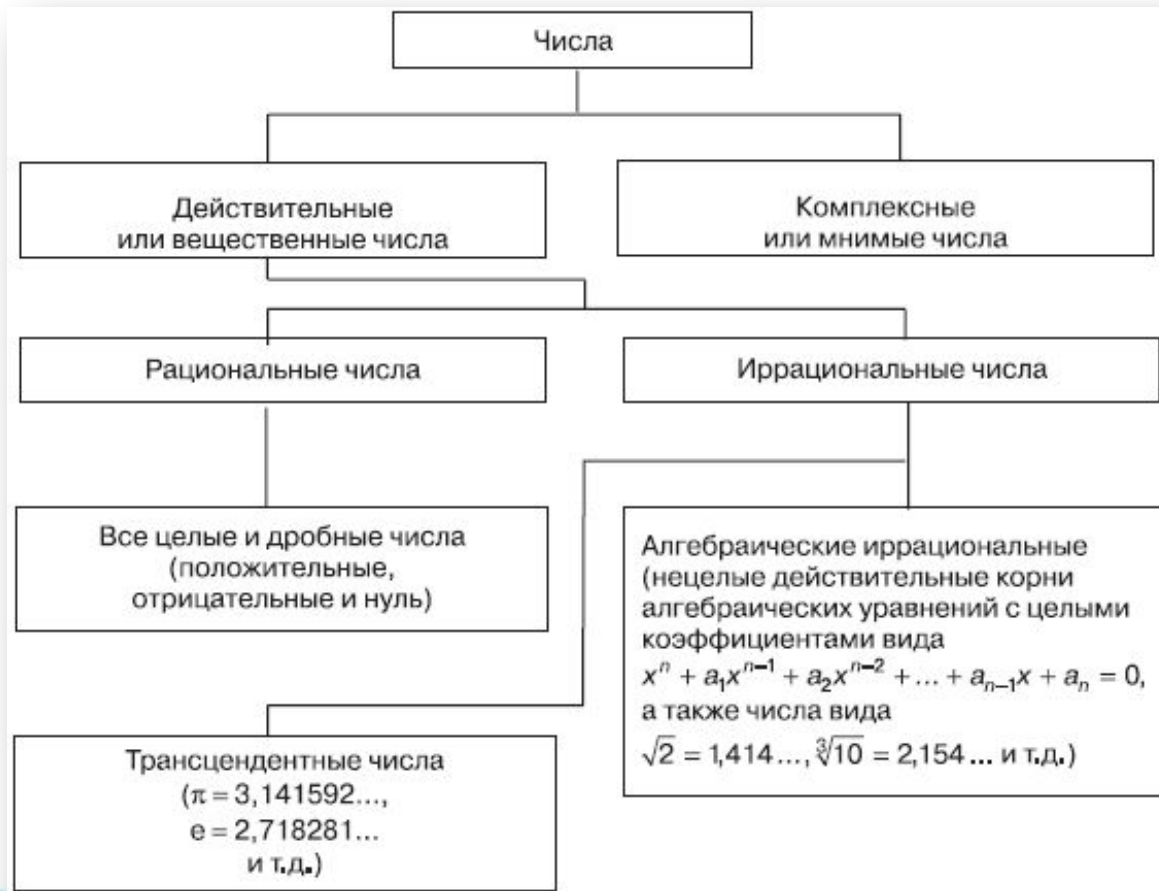 Числа
Действительные
или вещественные числа
Комплексные
или мнимые числа
Рациональные числа
Иррациональные числа
Все целые и дробные числа
(положительные,
отрицательные и нуль)
Алгебраические иррациональные
(нецелые действительные корни
алгебраических уравнений с целыми
коэффициентами вида
xⁿ + a₁xⁿ⁻¹ + a₂xⁿ⁻² + ... + aₙ₋₁x + aₙ = 0,
а также числа вида
√2 = 1,414 ..., ∛10 = 2,154 ... и т.д.)
Трансцендентные числа
(π = 3,141592...,
e = 2,718281...
и т.д.)